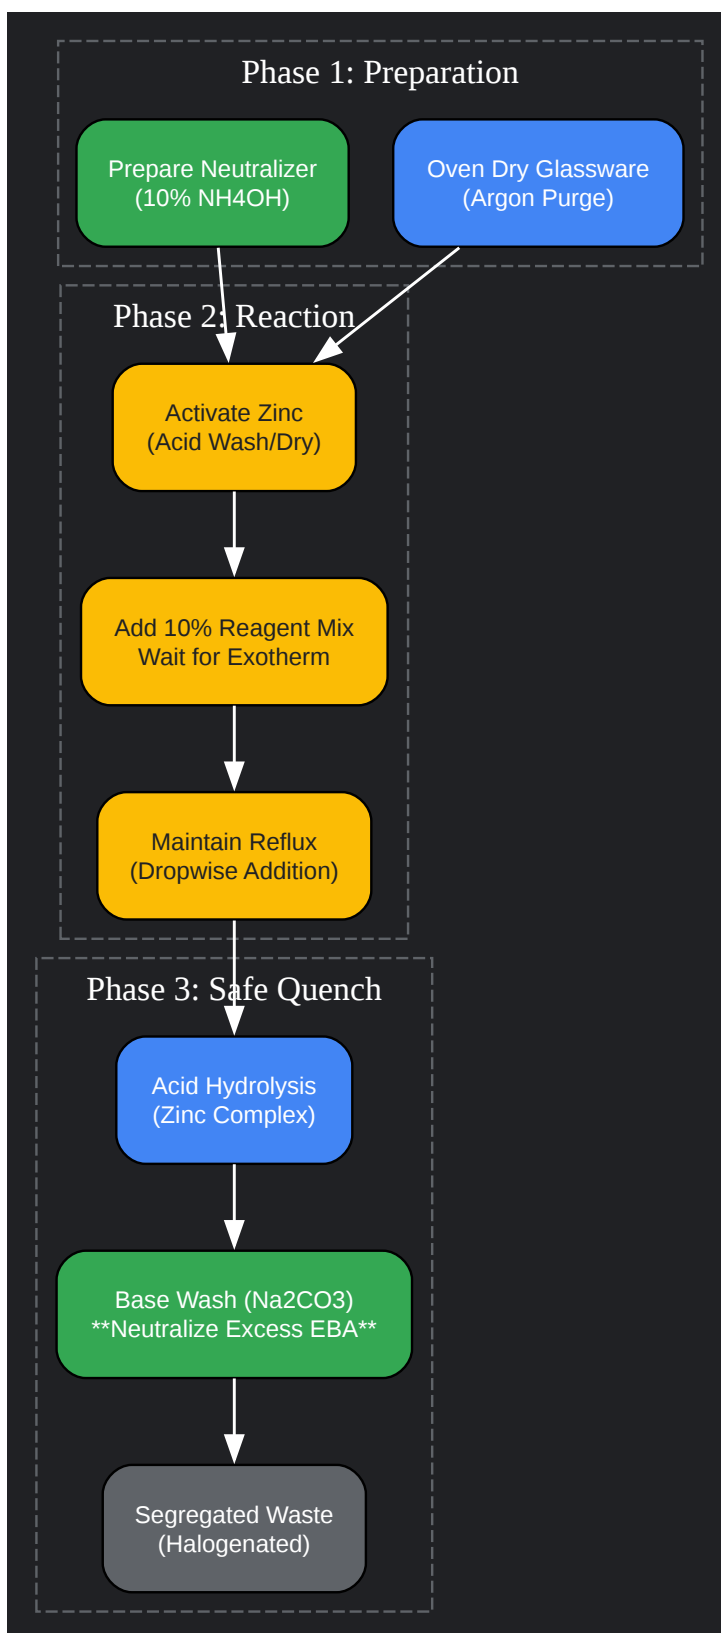 Phase 1: Preparation
Prepare Neutralizer
(10% NH4OH)
Oven Dry Glassware
(Argon Purge)
Phase 2: Reaction
Activate Zinc
(Acid Wash/Dry)
Add 10% Reagent Mix
Wait for Exotherm
Maintain Reflux
(Dropwise Addition)
Phase 3: Safe Quench
Acid Hydrolysis
(Zinc Complex)
Base Wash (Na2CO3)
**Neutralize Excess EBA**
Segregated Waste
(Halogenated)